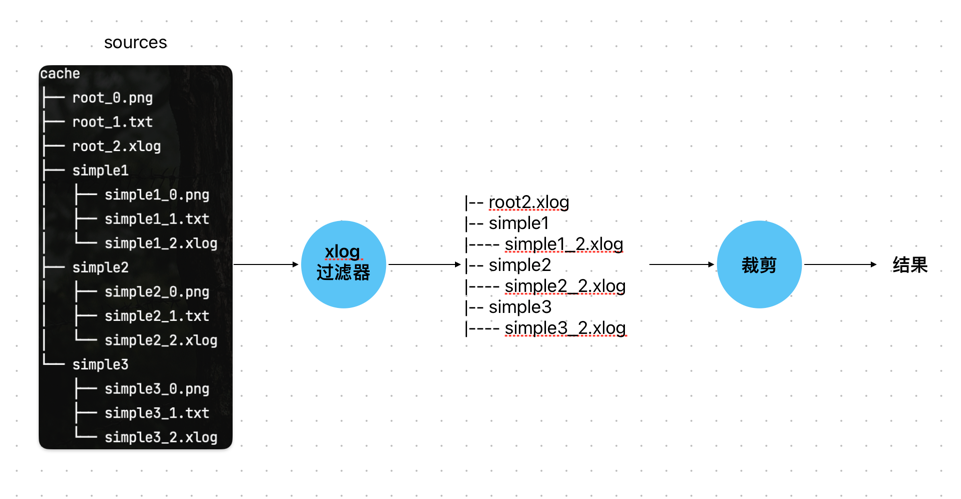 sources
cache
├── root_0.png
├── root_1.txt
├── root_2.xlog
├── simple1
│   ├── simple1_0.png
│   ├── simple1_1.txt
│   └── simple1_2.xlog
├── simple2
│   ├── simple2_0.png
│   ├── simple2_1.txt
│   └── simple2_2.xlog
└── simple3
    ├── simple3_0.png
    ├── simple3_1.txt
    └── simple3_2.xlog
xlog
过滤器
|-- root2.xlog
|-- simple1
|---- simple1_2.xlog
|-- simple2
|---- simple2_2.xlog
|-- simple3
|---- simple3_2.xlog
裁剪
结果